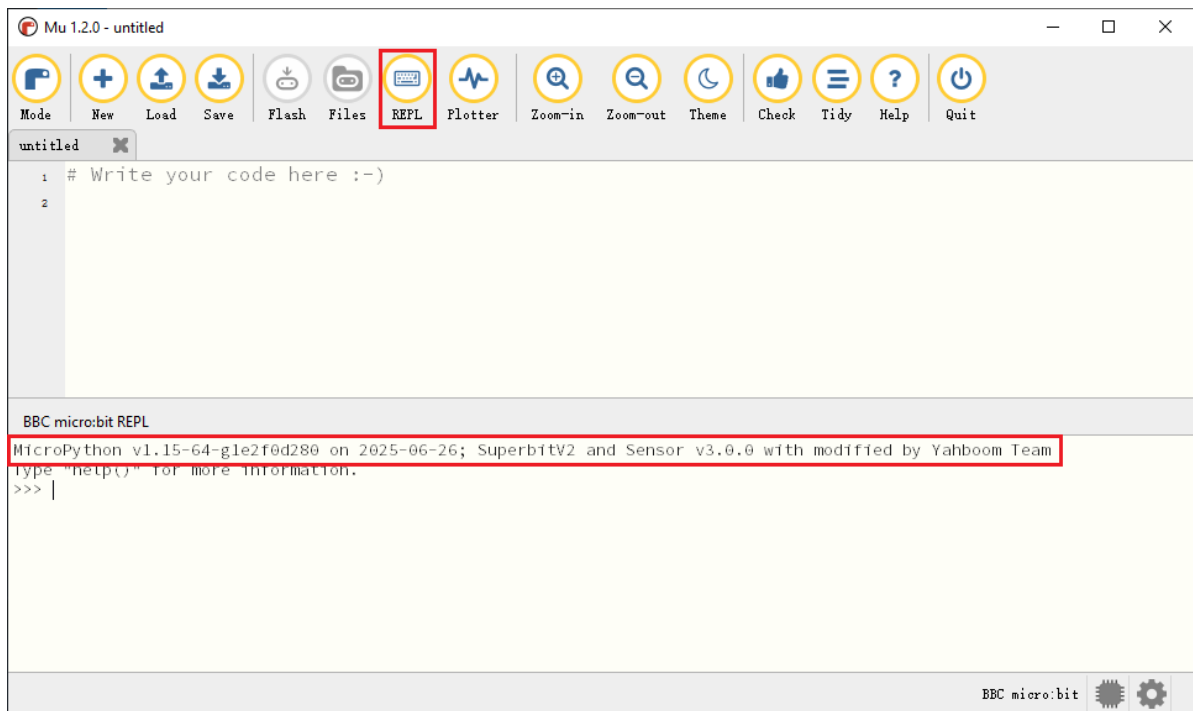 Mu 1.2.0 - untitled
Mode New Load Save Flash Files REPL Plotter Zoom-in Zoom-out Theme Check Tidy Help Quit
untitled
1 # Write your code here :-)
2
BBC micro:bit REPL
MicroPython v1.15-64-g1e2f0d280 on 2025-06-26; SuperbitV2 and Sensor v3.0.0 with modified by Yahboom Team
Type "help()" for more information.
>>>
BBC micro:bit